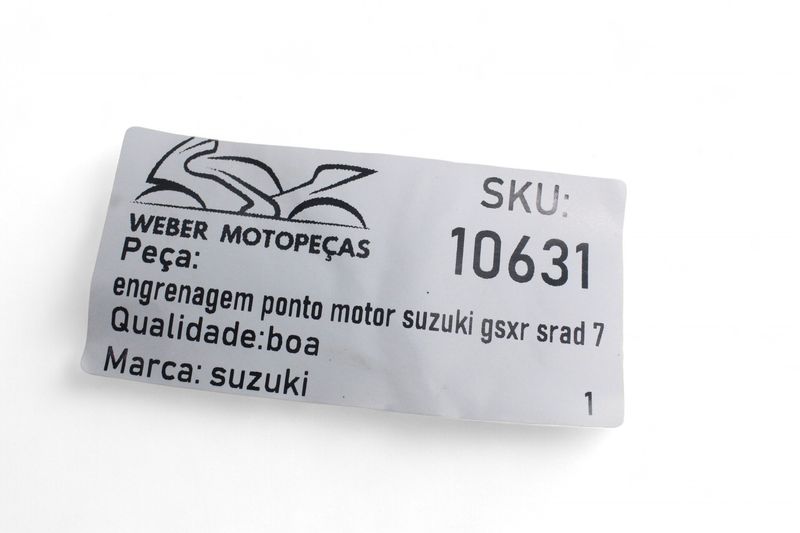 WEBER MOTOPEÇAS
SKU:
10631
Peça:
engrenagem ponto motor suzuki gsxr srad 7
Qualidade:boa
Marca: suzuki
1